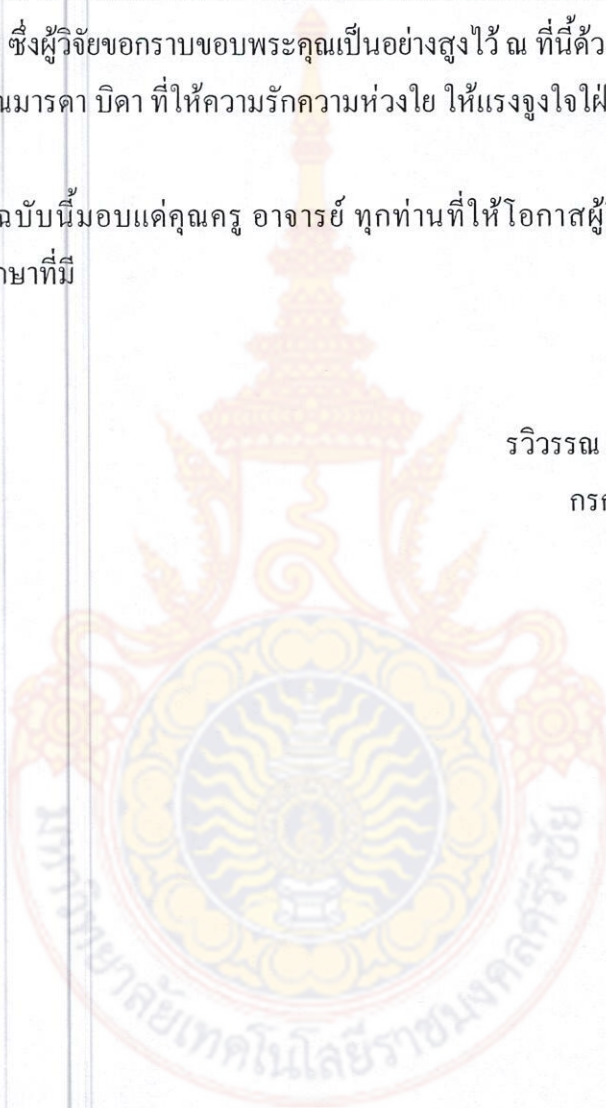 ซึ่งผู้วิจัยขอกราบขอบพระคุณเป็นอย่างสูงไว้ ณ ที่นี้ด้ว
มารดา บิดา ที่ให้ความรักความห่วงใย ให้แรงจูงใจใฝ่
ฉบับนี้มอบแด่คุณครู อาจารย์ ทุกท่านที่ให้โอกาสผู้
ษาที่มี
รวิวรรณ
กรก
มหาวิทยาลัยเทคโนโลยีราชมงคลศรีวิชัย